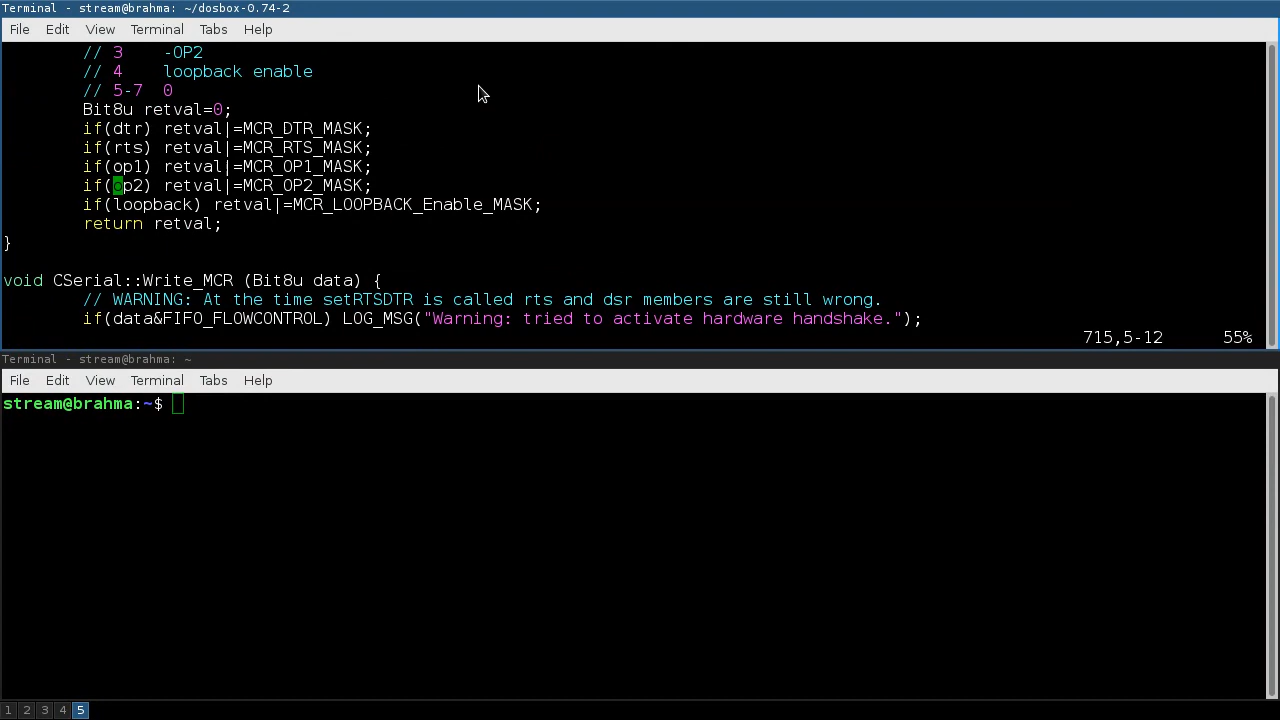 Terminal - stream@brahma: ~/dosbox-0.74-2
File Edit View Terminal Tabs Help
// 3 -OP2
// 4 loopback enable
// 5-7 0
Bit8u retval=0;
if(dtr) retval|=MCR_DTR_MASK;
if(rts) retval|=MCR_RTS_MASK;
if(op1) retval|=MCR_OP1_MASK;
if(op2) retval|=MCR_OP2_MASK;
if(loopback) retval|=MCR_LOOPBACK_Enable_MASK;
return retval;
}
void CSerial::Write_MCR (Bit8u data) {
// WARNING: At the time setRTSDTR is called rts and dsr members are still wrong.
if(data&FIFO_FLOWCONTROL) LOG_MSG("Warning: tried to activate hardware handshake.");
715,5-12 55%
Terminal - stream@brahma: ~
File Edit View Terminal Tabs Help
stream@brahma:~$
1 2 3 4 5